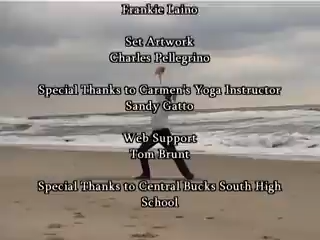 Frankie Laino
Set Artwork
Charles Pellegrino
Special Thanks to Carmen's Yoga Instructor
Sandy Gatto
Web Support
Tom Brunt
Special Thanks to Central Bucks South High
School